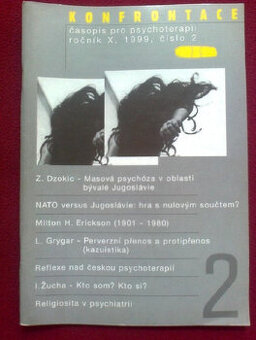 KONFRONTACE
časopis pro psychoterapii
ročník X, 1999, číslo 2
Z. Dzokic - Masová psychóza v oblasti
bývalé Jugoslávie
NATO versus Jugoslávie: hra s nulovým součtem?
Milton H. Erickson (1901 - 1980)
L. Grygar - Perverzní přenos a protipřenos
(kazuistika)
Reflexe nad českou psychoterapií
I.Žucha - Kto som? Kto si?
Religiosita v psychiatrii
2